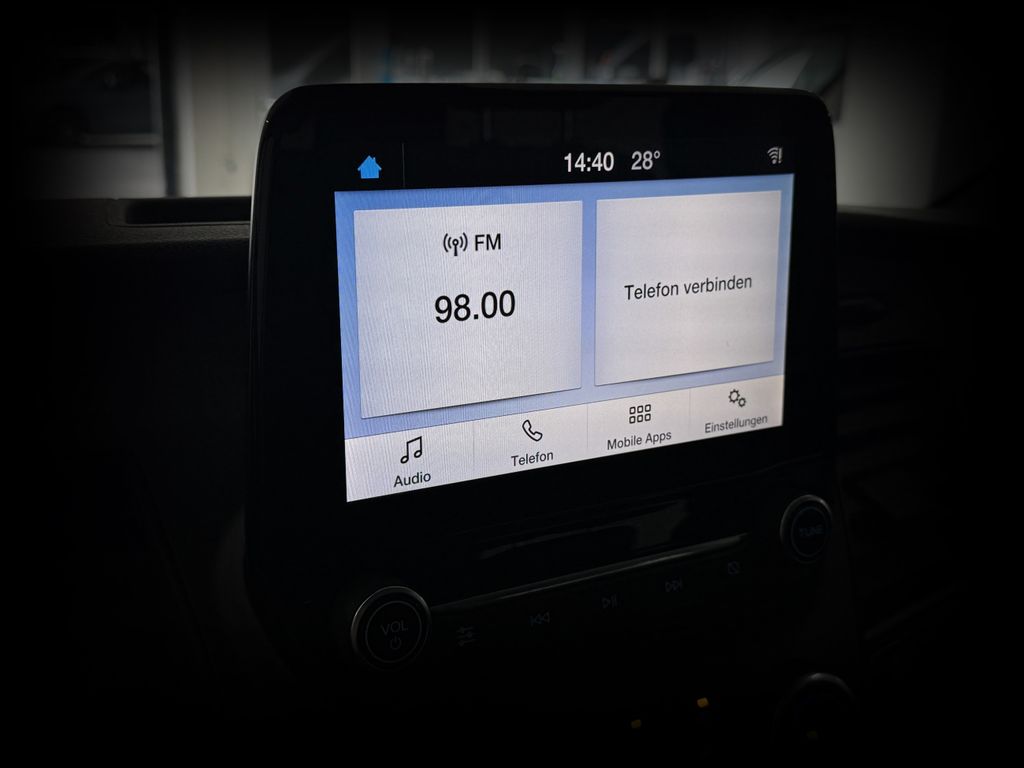 14:40 28°
FM
98.00
Telefon verbinden
Audio
Telefon
Mobile Apps
Einstellungen
VOL
TUNE